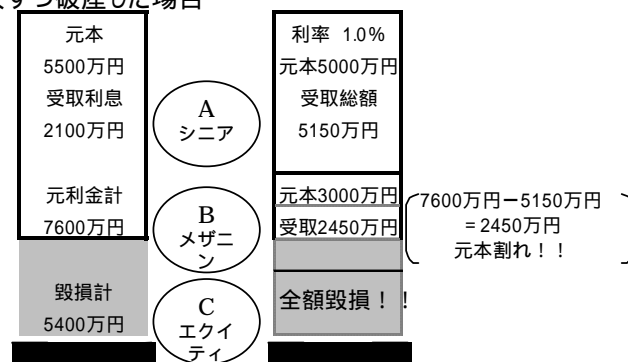 元本
5500万円
受取利息
2100万円
元利金計
7600万円
毀損計
5400万円
A
シニア
B
メザニ
ン
C
エクイ
ティ
利率 1.0%
元本5000万円
受取総額
5150万円
元本3000万円
受取2450万円
全額毀損！！
7600万円ー5150万円
=2450万円
元本割れ！！